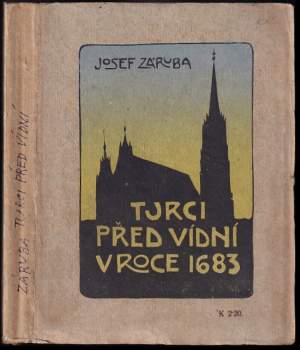 JOSEF ZÁRUBA
TURCI
PŘED VÍDNÍ
V ROCE 1683
K 2·20.
ZÁRUBA TURCI PŘED VÍDNÍ